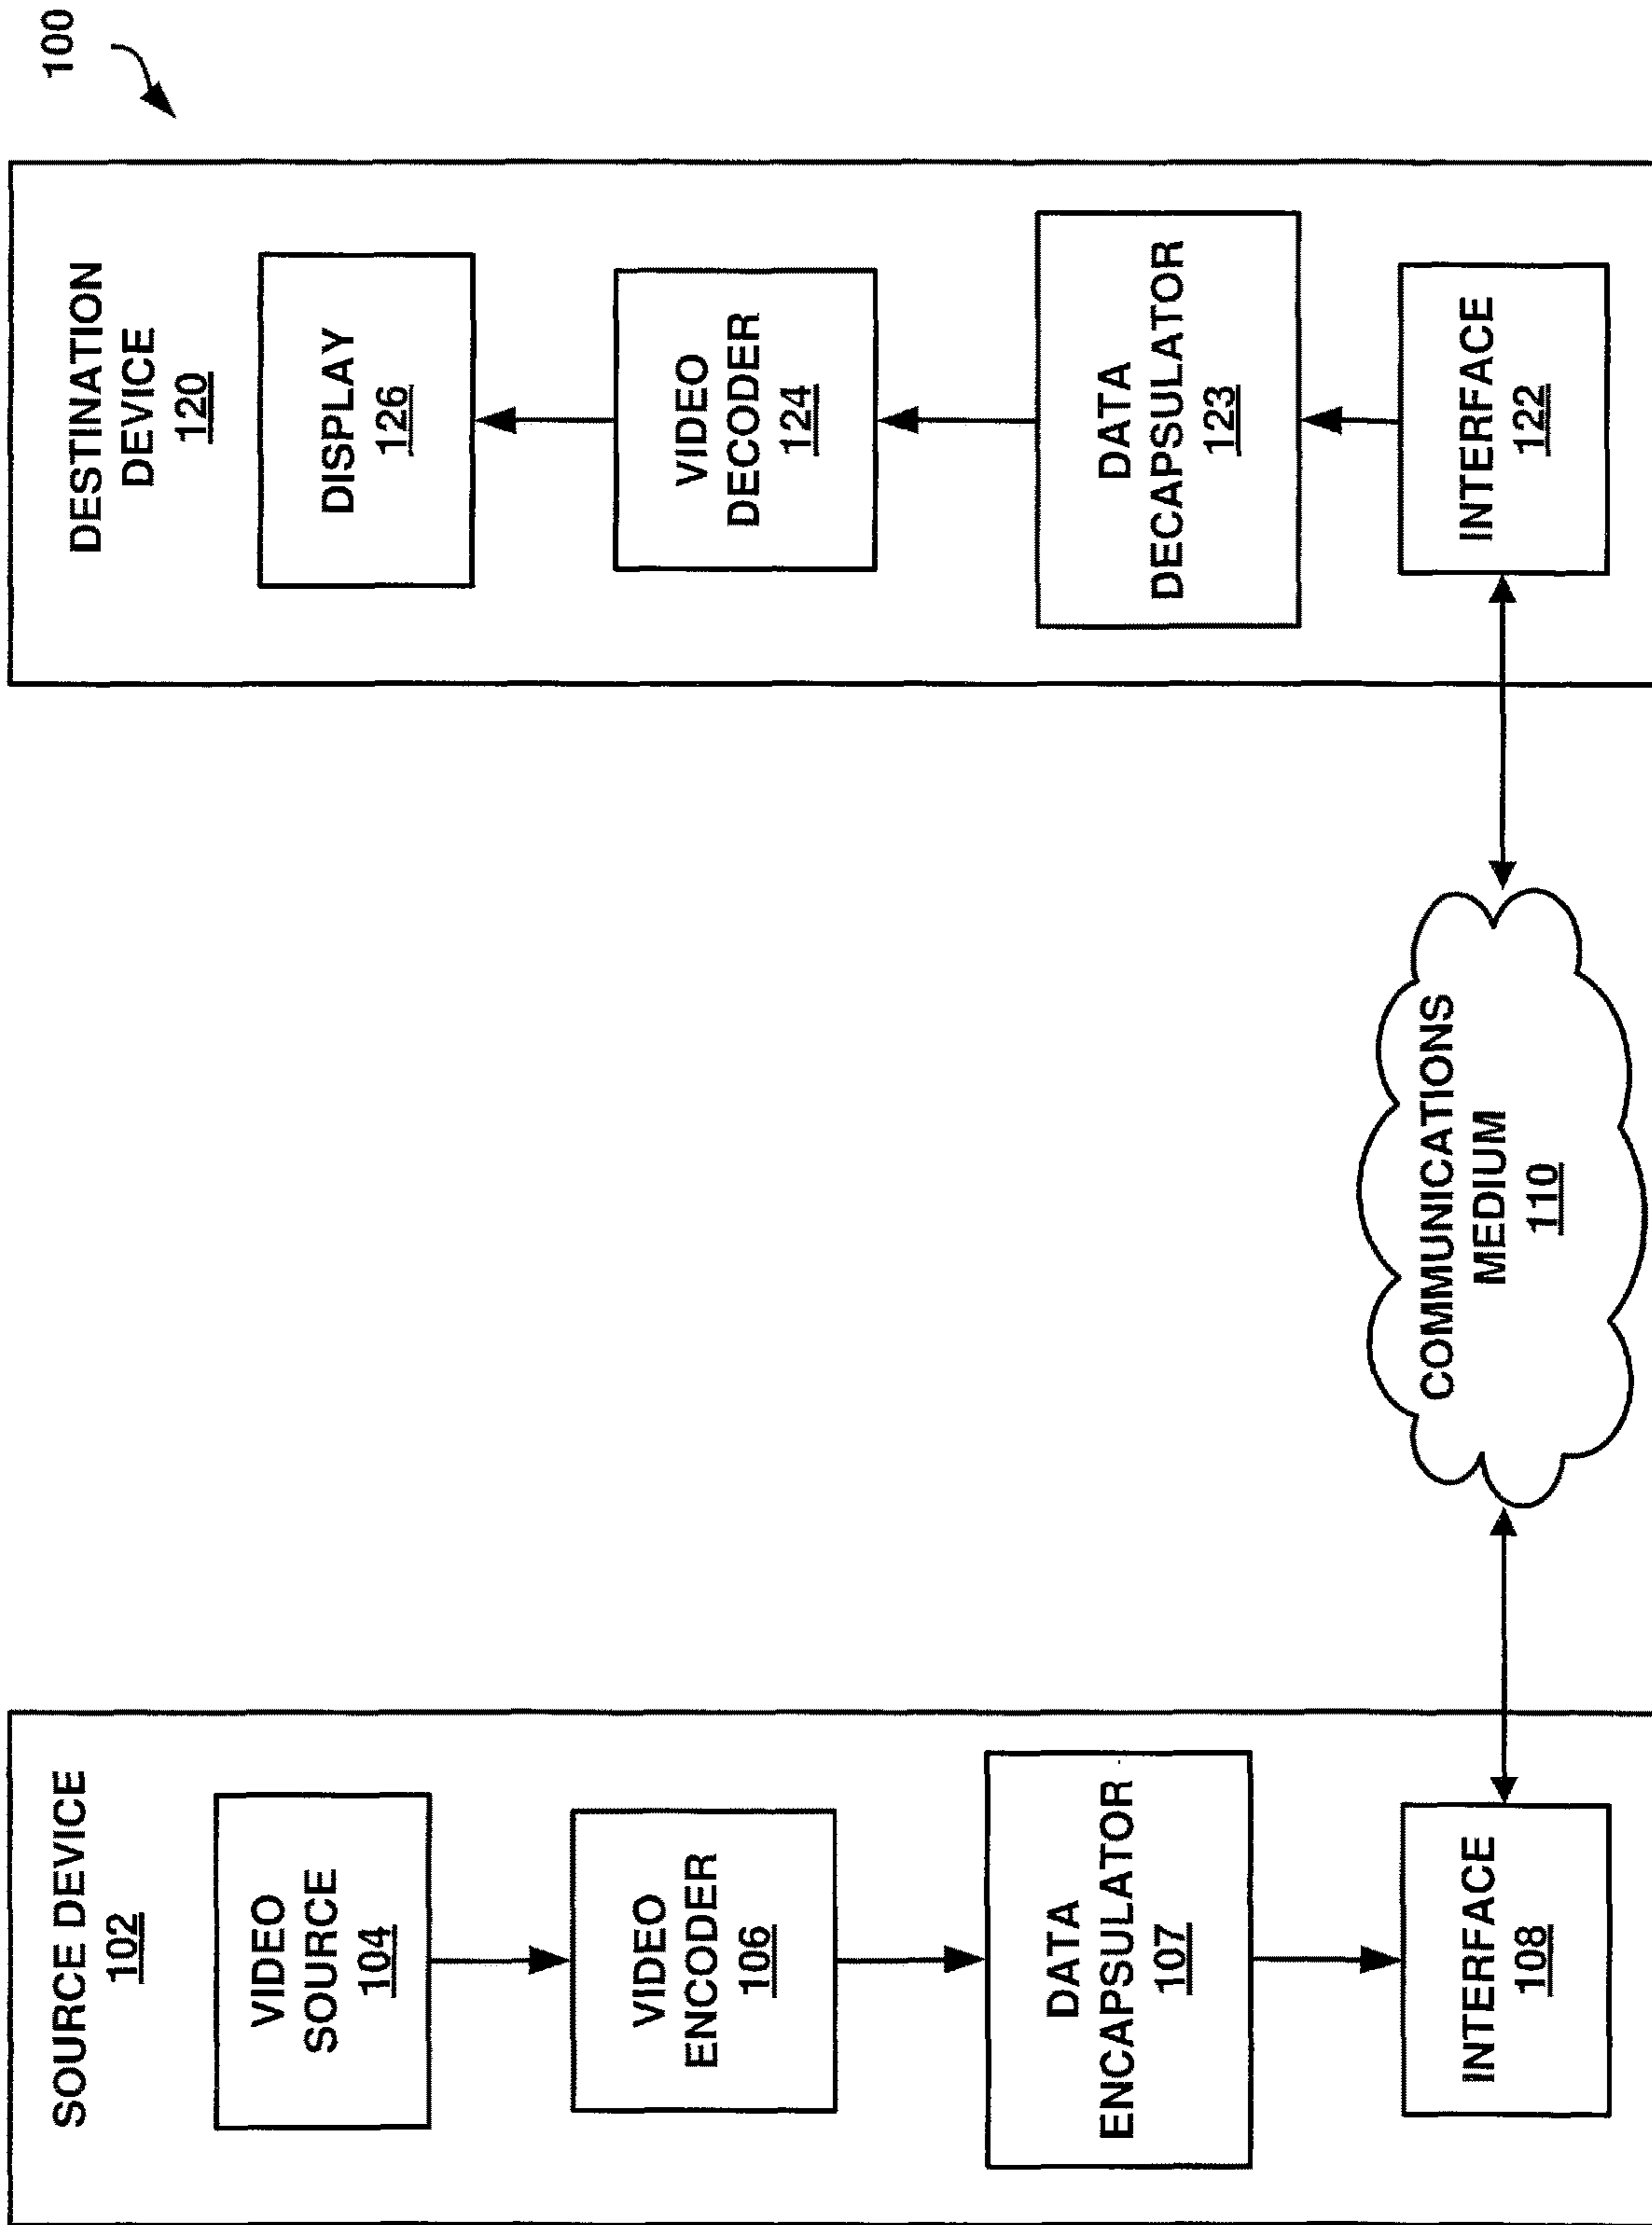 100
SOURCE DEVICE
102
VIDEO
SOURCE
104
VIDEO
ENCODER
106
DATA
ENCAPSULATOR
107
INTERFACE
108
COMMUNICATIONS
MEDIUM
110
DESTINATION
DEVICE
120
DISPLAY
126
VIDEO
DECODER
124
DATA
DECAPSULATOR
123
INTERFACE
122